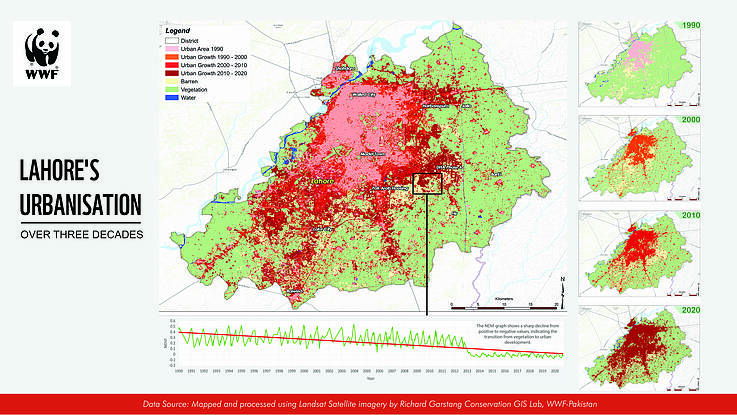 WWF
LAHORE'S
URBANISATION
OVER THREE DECADES
Legend
District
Urban Area 1990
Urban Growth 1990 - 2000
Urban Growth 2000 - 2010
Urban Growth 2010 - 2020
Barren
Vegetation
Water
Walled City
Lahore
Kilometers
0 5 10 15 20
N
1990
2000
2010
2020
The NDVI graph shows a sharp decline from
positive to negative values, indicating the
transition from vegetation to urban
development.
NDVI
0.6
0.5
0.4
0.3
0.2
0.1
0
-0.1
-0.2
1990 1991 1992 1993 1994 1995 1996 1997 1998 1999 2000 2001 2002 2003 2004 2005 2006 2007 2008 2009 2010 2011 2012 2013 2014 2015 2016 2017 2018 2019 2020
Year
Data Source: Mapped and processed using Landsat Satellite imagery by Richard Garstang Conservation GIS Lab, WWF-Pakistan